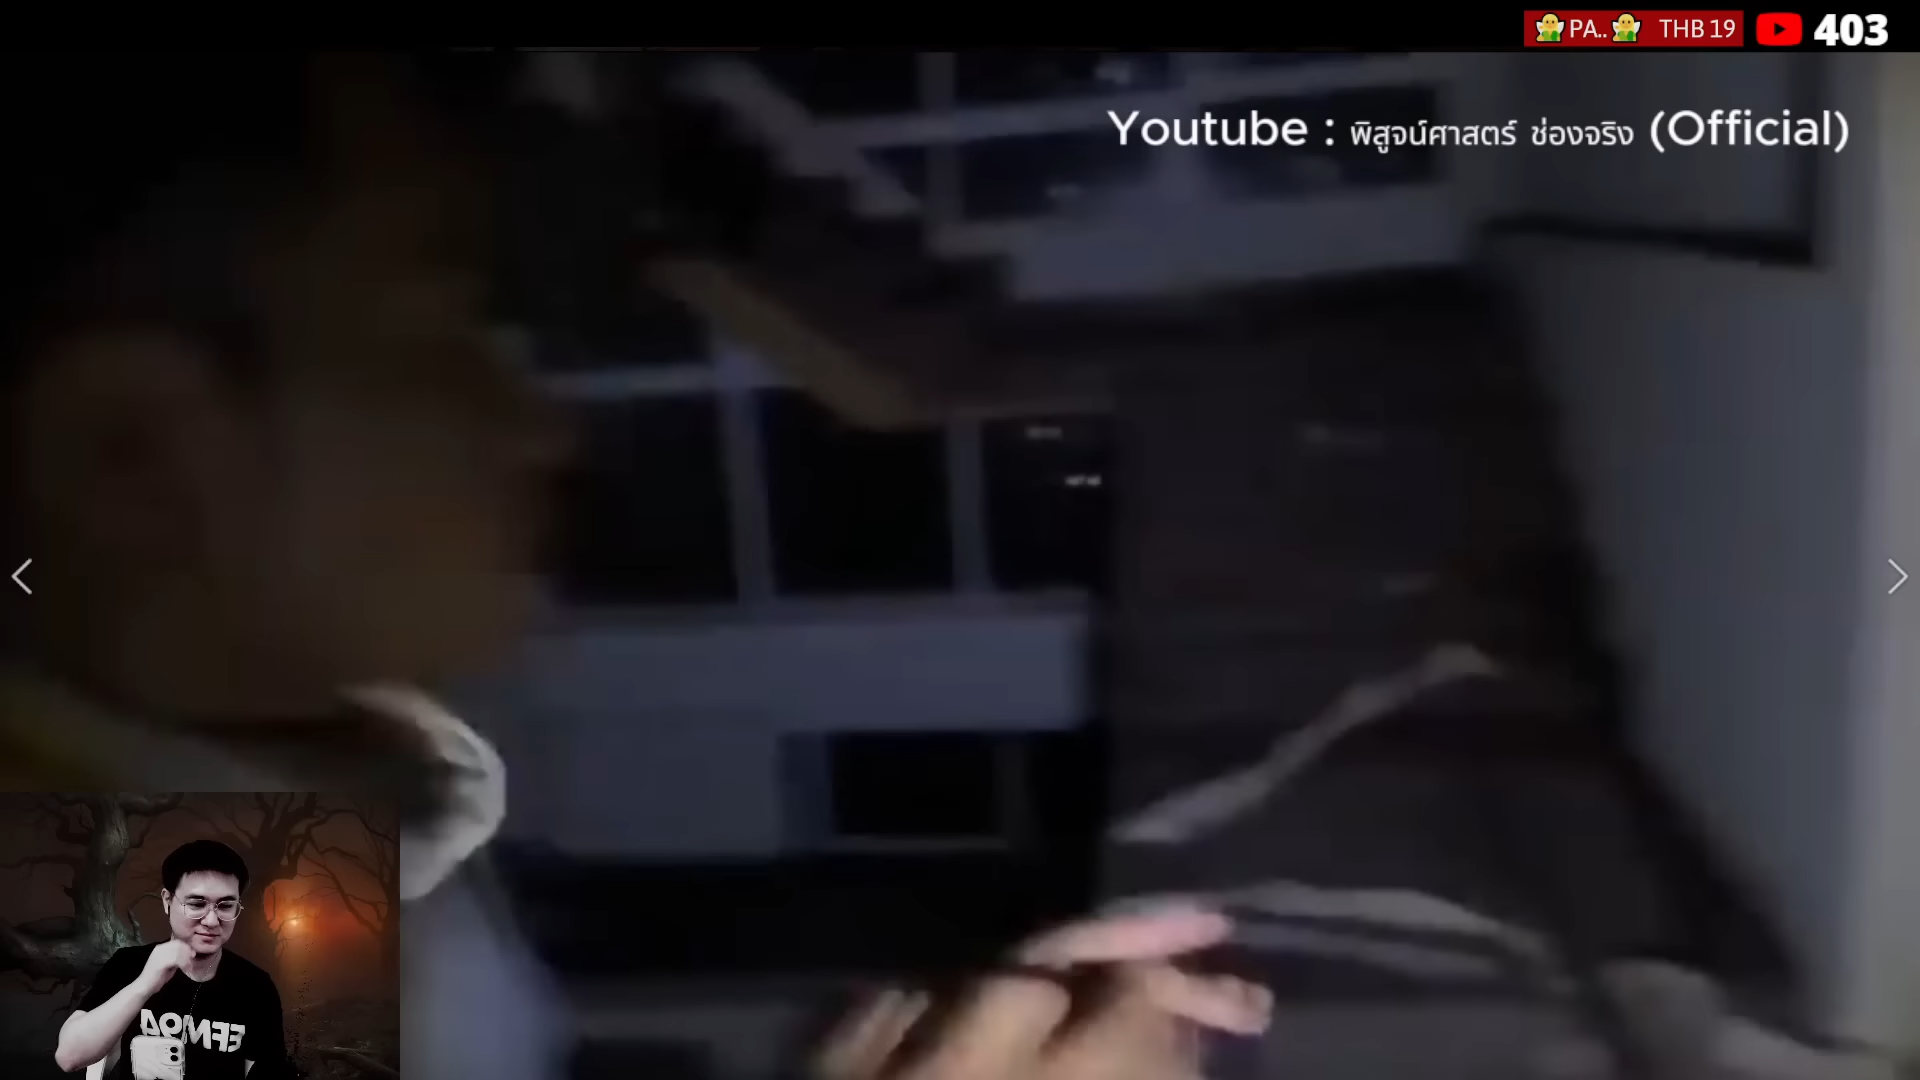 PA.. THB 19 403
Youtube : พิสูจน์ศาสตร์ ช่องจริง (Official)